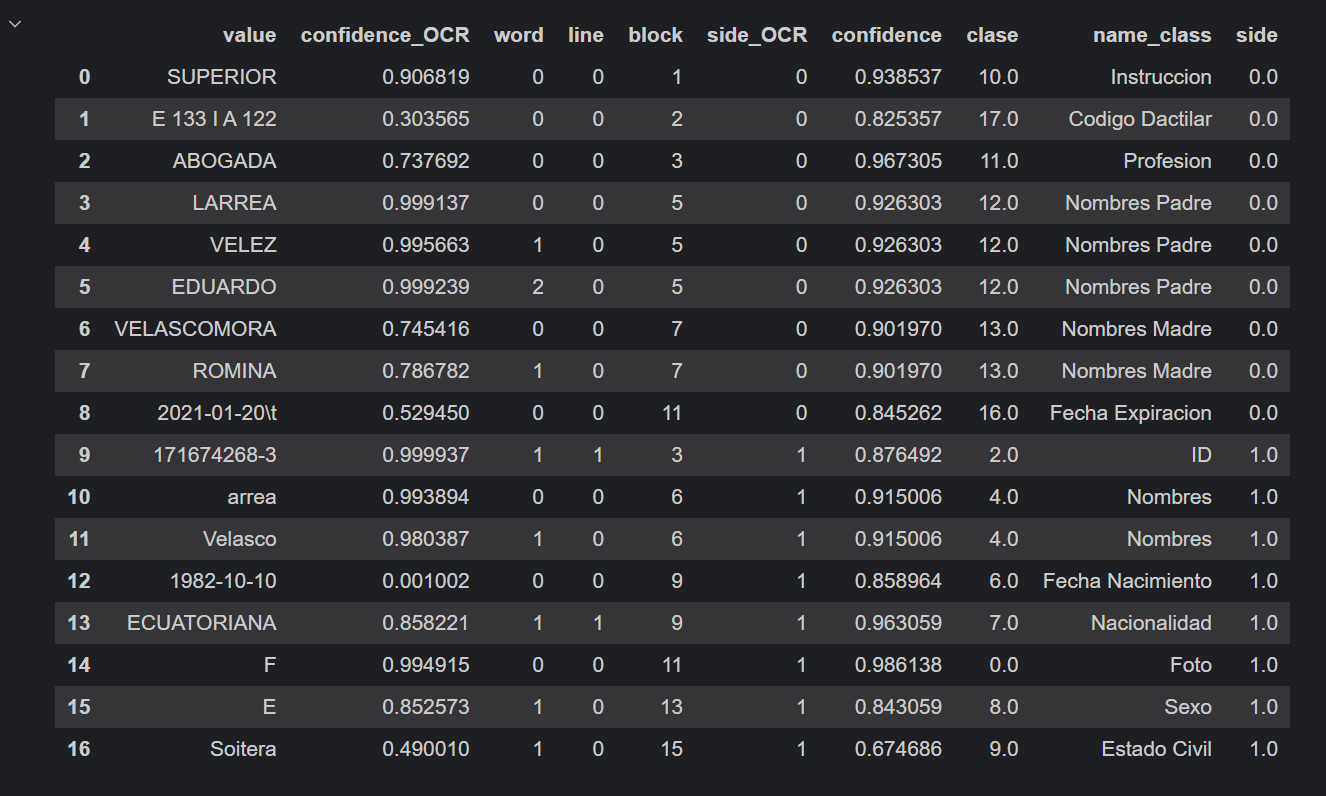 value confidence_OCR word line block side_OCR confidence clase name_class side
0 SUPERIOR 0.906819 0 0 1 0 0.938537 10.0 Instruccion 0.0
1 E 133 I A 122 0.303565 0 0 2 0 0.825357 17.0 Codigo Dactilar 0.0
2 ABOGADA 0.737692 0 0 3 0 0.967305 11.0 Profesion 0.0
3 LARREA 0.999137 0 0 5 0 0.926303 12.0 Nombres Padre 0.0
4 VELEZ 0.995663 1 0 5 0 0.926303 12.0 Nombres Padre 0.0
5 EDUARDO 0.999239 2 0 5 0 0.926303 12.0 Nombres Padre 0.0
6 VELASCOMORA 0.745416 0 0 7 0 0.901970 13.0 Nombres Madre 0.0
7 ROMINA 0.786782 1 0 7 0 0.901970 13.0 Nombres Madre 0.0
8 2021-01-20\t 0.529450 0 0 11 0 0.845262 16.0 Fecha Expiracion 0.0
9 171674268-3 0.999937 1 1 3 1 0.876492 2.0 ID 1.0
10 arrea 0.993894 0 0 6 1 0.915006 4.0 Nombres 1.0
11 Velasco 0.980387 1 0 6 1 0.915006 4.0 Nombres 1.0
12 1982-10-10 0.001002 0 0 9 1 0.858964 6.0 Fecha Nacimiento 1.0
13 ECUATORIANA 0.858221 1 1 9 1 0.963059 7.0 Nacionalidad 1.0
14 F 0.994915 0 0 11 1 0.986138 0.0 Foto 1.0
15 E 0.852573 1 0 13 1 0.843059 8.0 Sexo 1.0
16 Soitera 0.490010 1 0 15 1 0.674686 9.0 Estado Civil 1.0